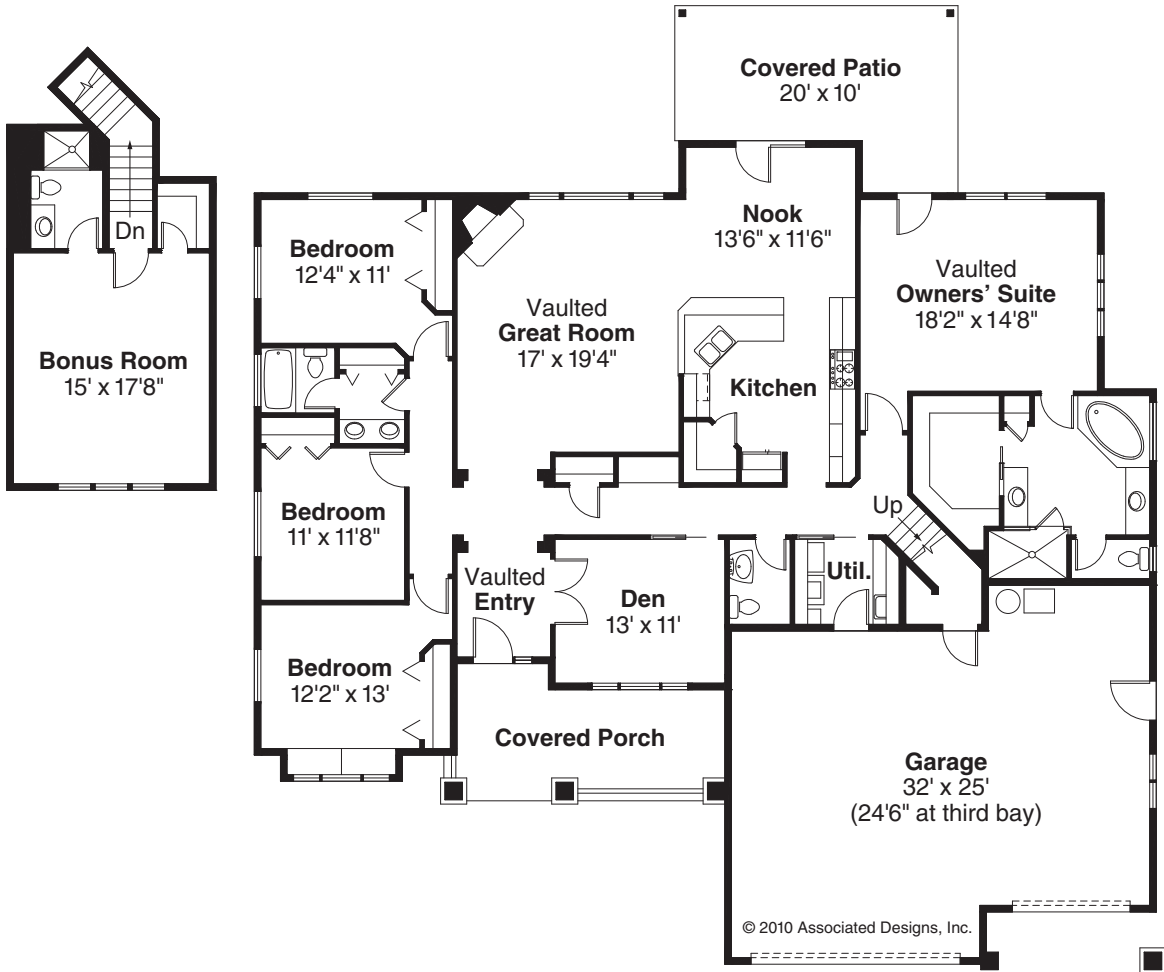 Covered Patio
20' x 10'
Dn
Bonus Room
15' x 17'8"
Bedroom
12'4" x 11'
Nook
13'6" x 11'6"
Vaulted
Great Room
17' x 19'4"
Vaulted
Owners’ Suite
18'2" x 14'8"
Kitchen
Bedroom
11' x 11'8"
Up
Vaulted
Entry
Den
13' x 11'
Util.
Bedroom
12'2" x 13'
Covered Porch
Garage
32' x 25'
(24'6" at third bay)
© 2010 Associated Designs, Inc.